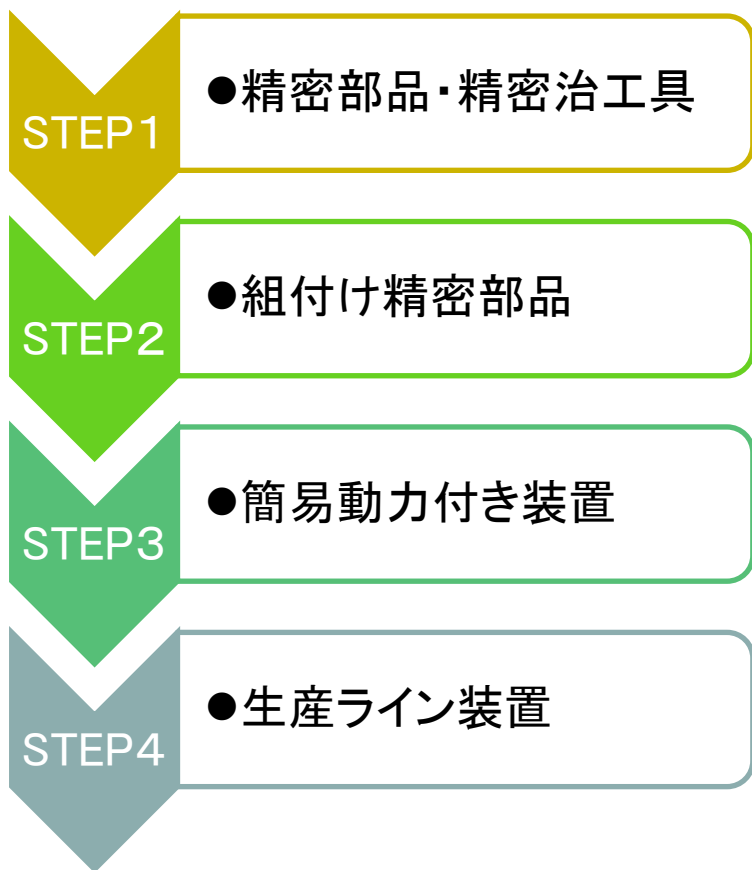 STEP1
●精密部品・精密治工具
STEP2
●組付け精密部品
STEP3
●簡易動力付き装置
STEP4
●生産ライン装置